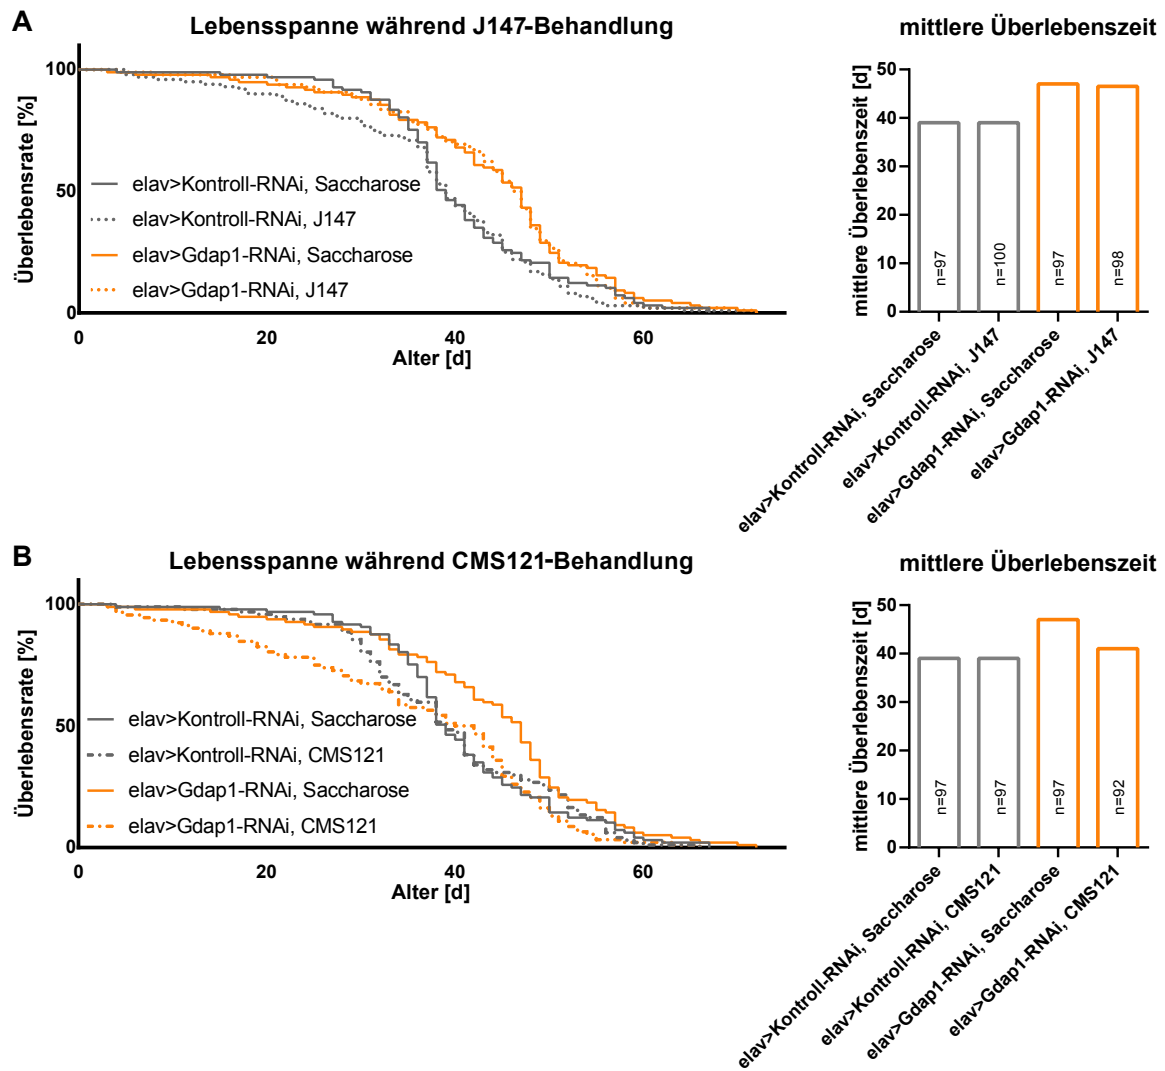 A
Lebensspanne während J147-Behandlung
Überlebensrate [%]
100
50
0
elav>Kontroll-RNAi, Saccharose
elav>Kontroll-RNAi, J147
elav>Gdap1-RNAi, Saccharose
elav>Gdap1-RNAi, J147
0
20
40
60
Alter [d]
mittlere Überlebenszeit
mittlere Überlebenszeit [d]
50
40
30
20
10
0
n=97
n=100
n=97
n=98
elav>Kontroll-RNAi, Saccharose
elav>Kontroll-RNAi, J147
elav>Gdap1-RNAi, Saccharose
elav>Gdap1-RNAi, J147
B
Lebensspanne während CMS121-Behandlung
Überlebensrate [%]
100
50
0
elav>Kontroll-RNAi, Saccharose
elav>Kontroll-RNAi, CMS121
elav>Gdap1-RNAi, Saccharose
elav>Gdap1-RNAi, CMS121
0
20
40
60
Alter [d]
mittlere Überlebenszeit
mittlere Überlebenszeit [d]
50
40
30
20
10
0
n=97
n=97
n=97
n=92
elav>Kontroll-RNAi, Saccharose
elav>Kontroll-RNAi, CMS121
elav>Gdap1-RNAi, Saccharose
elav>Gdap1-RNAi, CMS121